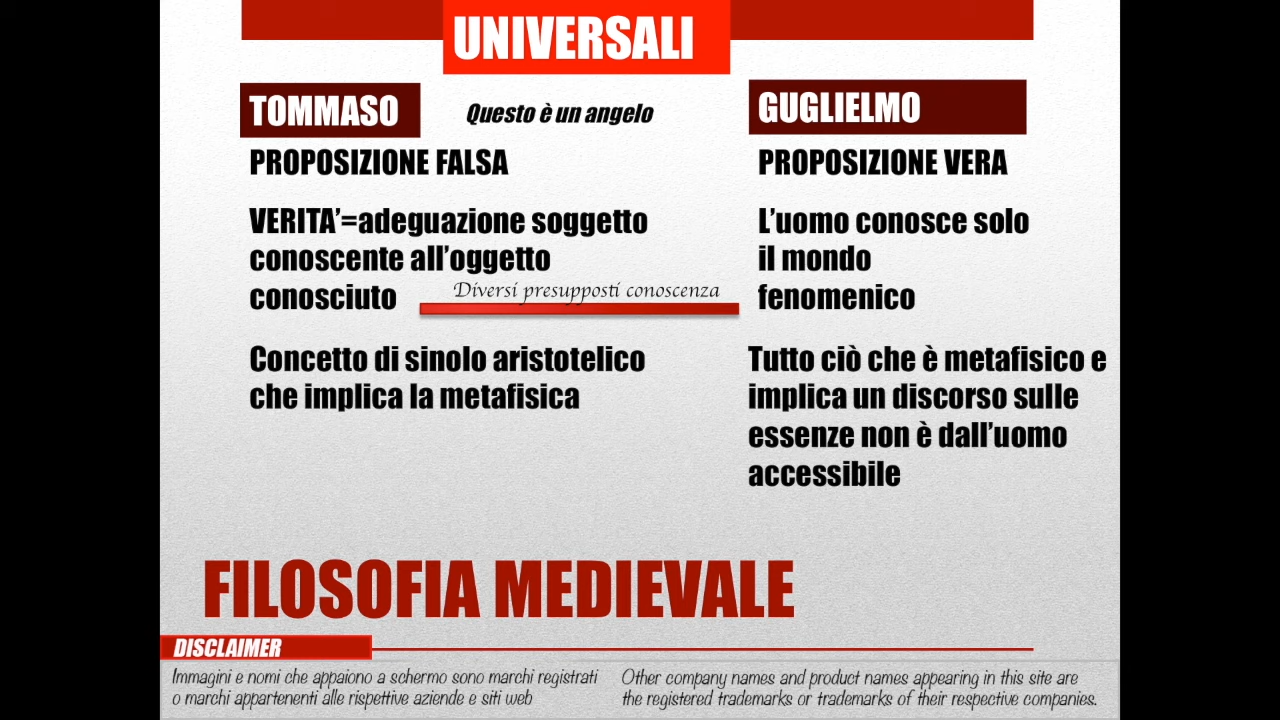 UNIVERSALI
TOMMASO
Questo è un angelo
GUGLIELMO
PROPOSIZIONE FALSA
VERITA’=adeguazione soggetto
conoscente all’oggetto
conosciuto
Diversi presupposti conoscenza
Concetto di sinolo aristotelico
che implica la metafisica
PROPOSIZIONE VERA
L’uomo conosce solo
il mondo
fenomenico
Tutto ciò che è metafisico e
implica un discorso sulle
essenze non è dall’uomo
accessibile
FILOSOFIA MEDIEVALE
DISCLAIMER
Immagini e nomi che appaiono a schermo sono marchi registrati
o marchi appartenenti alle rispettive aziende e siti web
Other company names and product names appearing in this site are
the registered trademarks or trademarks of their respective companies.